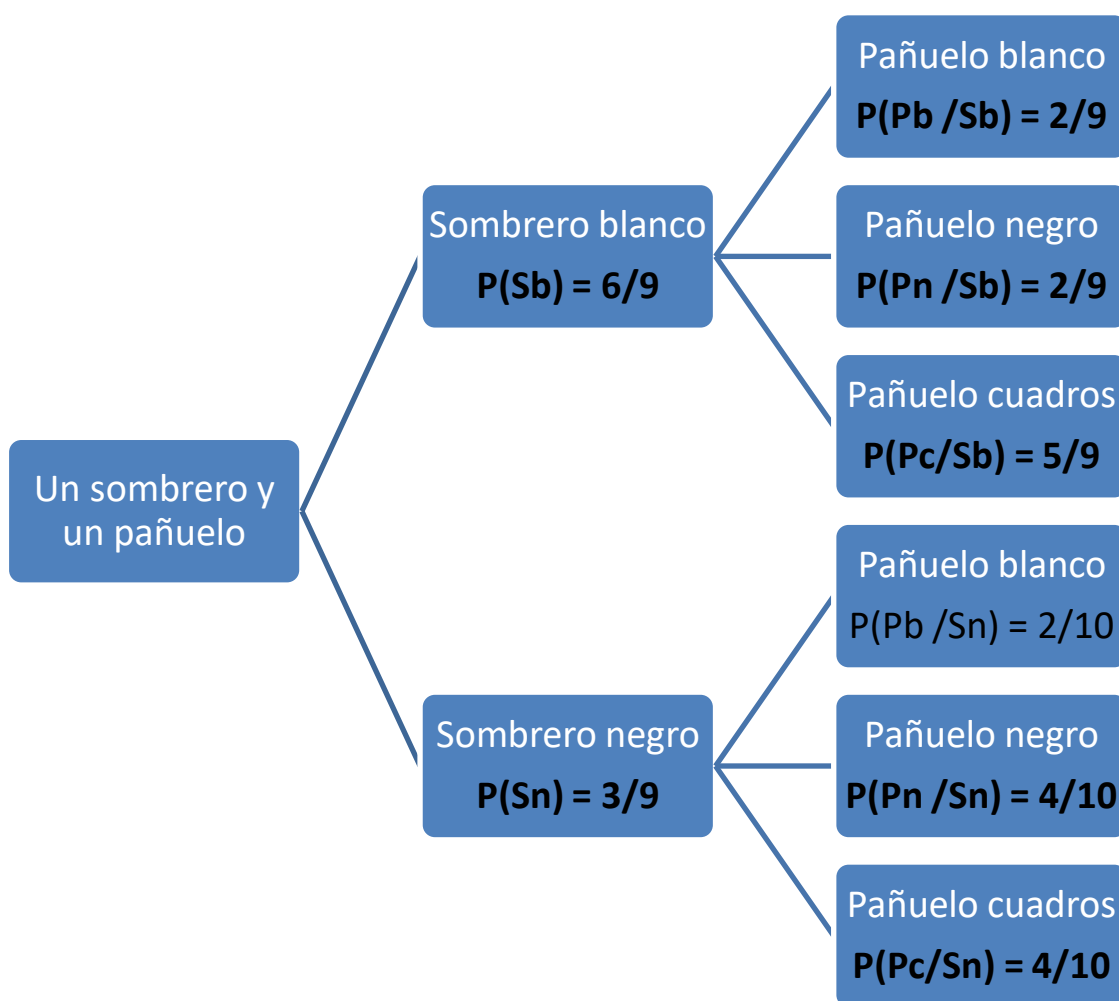 Un sombrero y
un pañuelo
Sombrero blanco
P(Sb) = 6/9
Pañuelo blanco
P(Pb /Sb) = 2/9
Pañuelo negro
P(Pn /Sb) = 2/9
Pañuelo cuadros
P(Pc/Sb) = 5/9
Sombrero negro
P(Sn) = 3/9
Pañuelo blanco
P(Pb /Sn) = 2/10
Pañuelo negro
P(Pn /Sn) = 4/10
Pañuelo cuadros
P(Pc/Sn) = 4/10